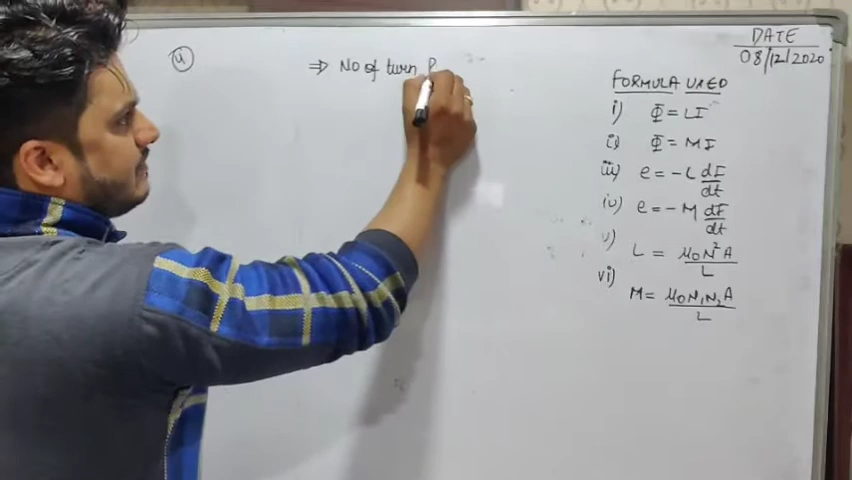 4
⇒ No of turn P
DATE
08/12/2020
FORMULA USED
i) Φ = LI
ii) Φ = MI
iii) e = -L dI/dt
iv) e = -M dI/dt
v) L = μ0N²A/L
vi) M = μ0N1N2A/L